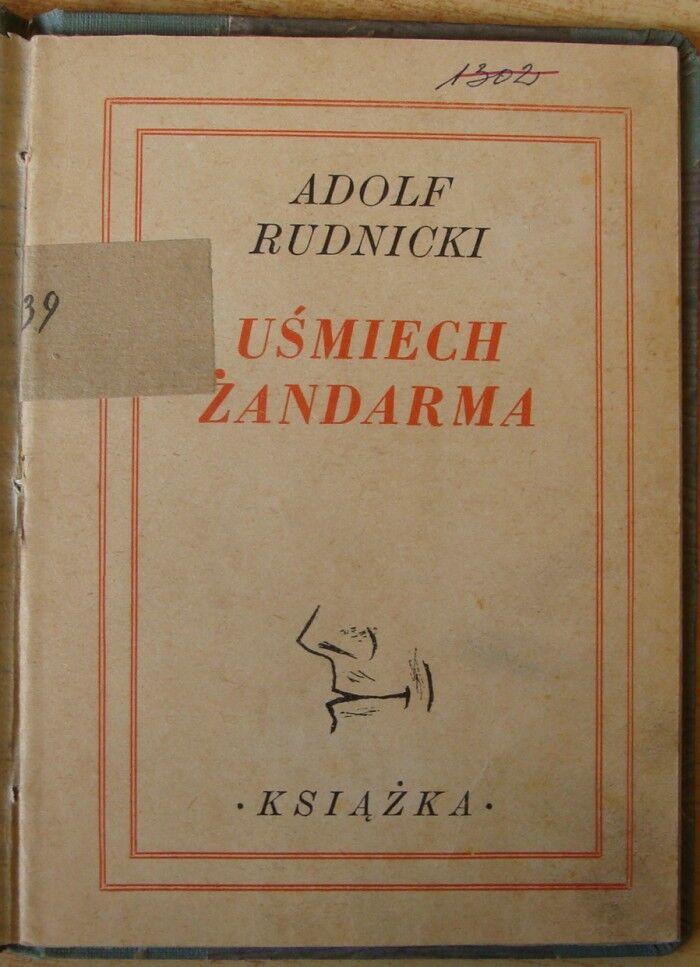 1302
ADOLF
RUDNICKI
39
UŚMIECH
ŻANDARMA
· KSIĄŻKA ·